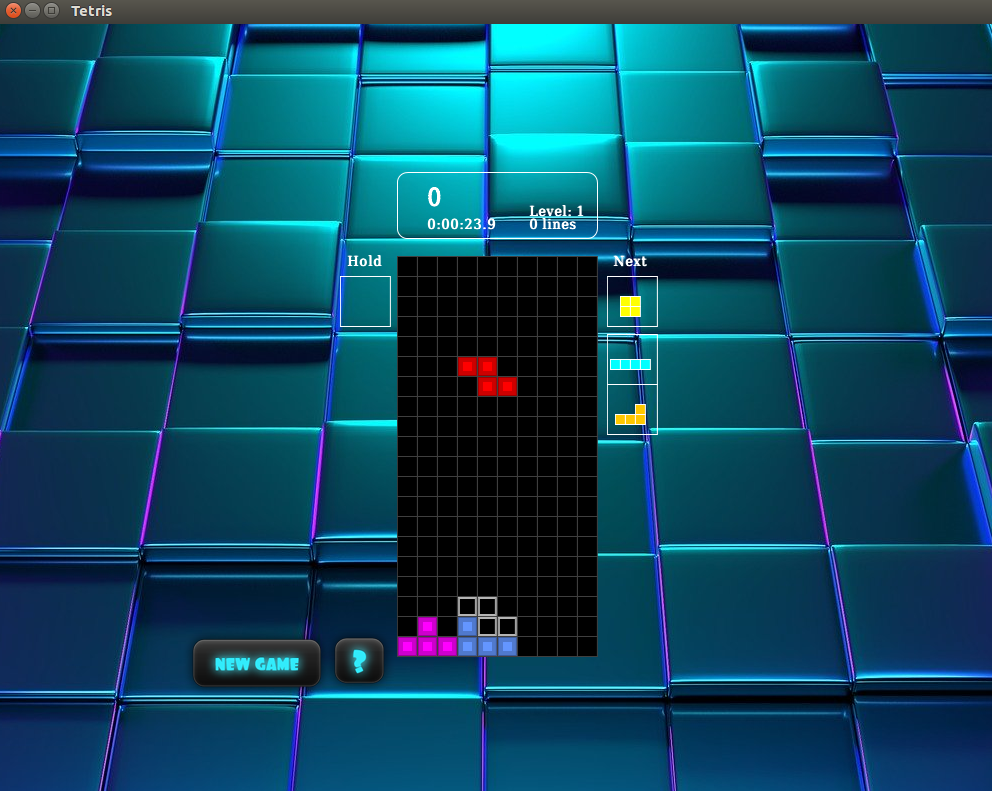 Tetris
0
Level: 1
0:00:23.9
0 lines
Hold
Next
NEW GAME
?